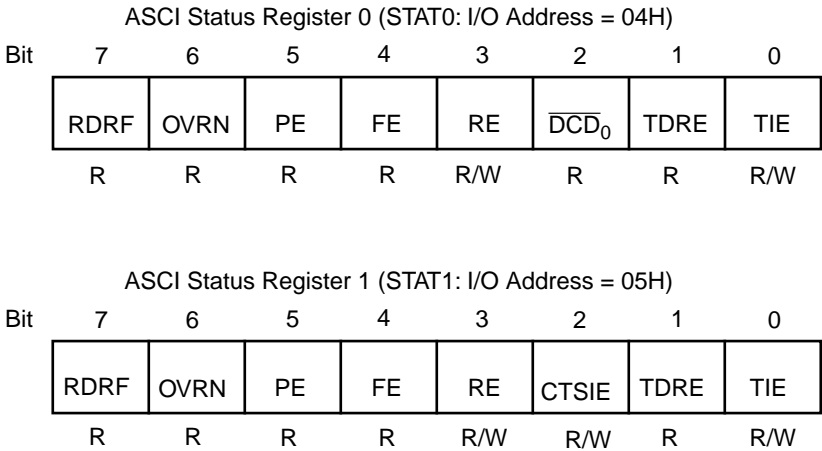 ASCI Status Register 0 (STAT0: I/O Address = 04H)
Bit 7 6 5 4 3 2 1 0
RDRF OVRN PE FE RE D̅C̅D̅₀ TDRE TIE
R R R R R/W R R R/W
ASCI Status Register 1 (STAT1: I/O Address = 05H)
Bit 7 6 5 4 3 2 1 0
RDRF OVRN PE FE RE CTSIE TDRE TIE
R R R R R/W R/W R R/W